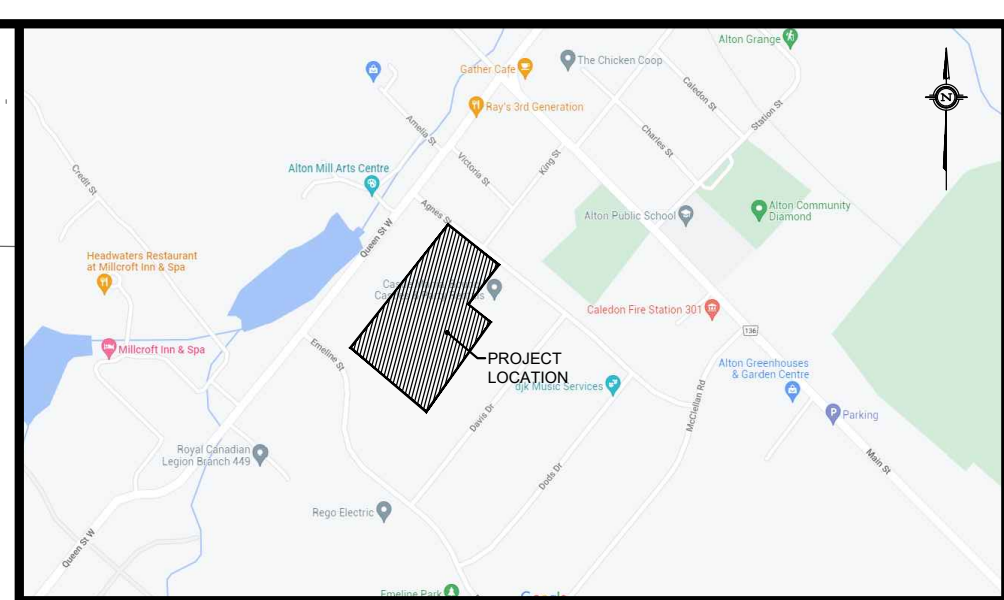 Alton Grange
The Chicken Coop
Gather Cafe
N
Caledon St
Station St
Ray's 3rd Generation
Amelia St
Charles St
Victoria St
King St
Alton Mill Arts Centre
Credit St
Agnes St
Alton Public School
Alton Community
Diamond
Queen St W
Headwaters Restaurant
at Millcroft Inn & Spa
Caledon Fire Station 301
136
Millcroft Inn & Spa
Emeline St
PROJECT
LOCATION
djk Music Services
Alton Greenhouses
& Garden Centre
McClellan Rd
P Parking
Davis Dr
Main St
Royal Canadian
Legion Branch 449
Dods Dr
Rego Electric
Queen St W
Emeline Park